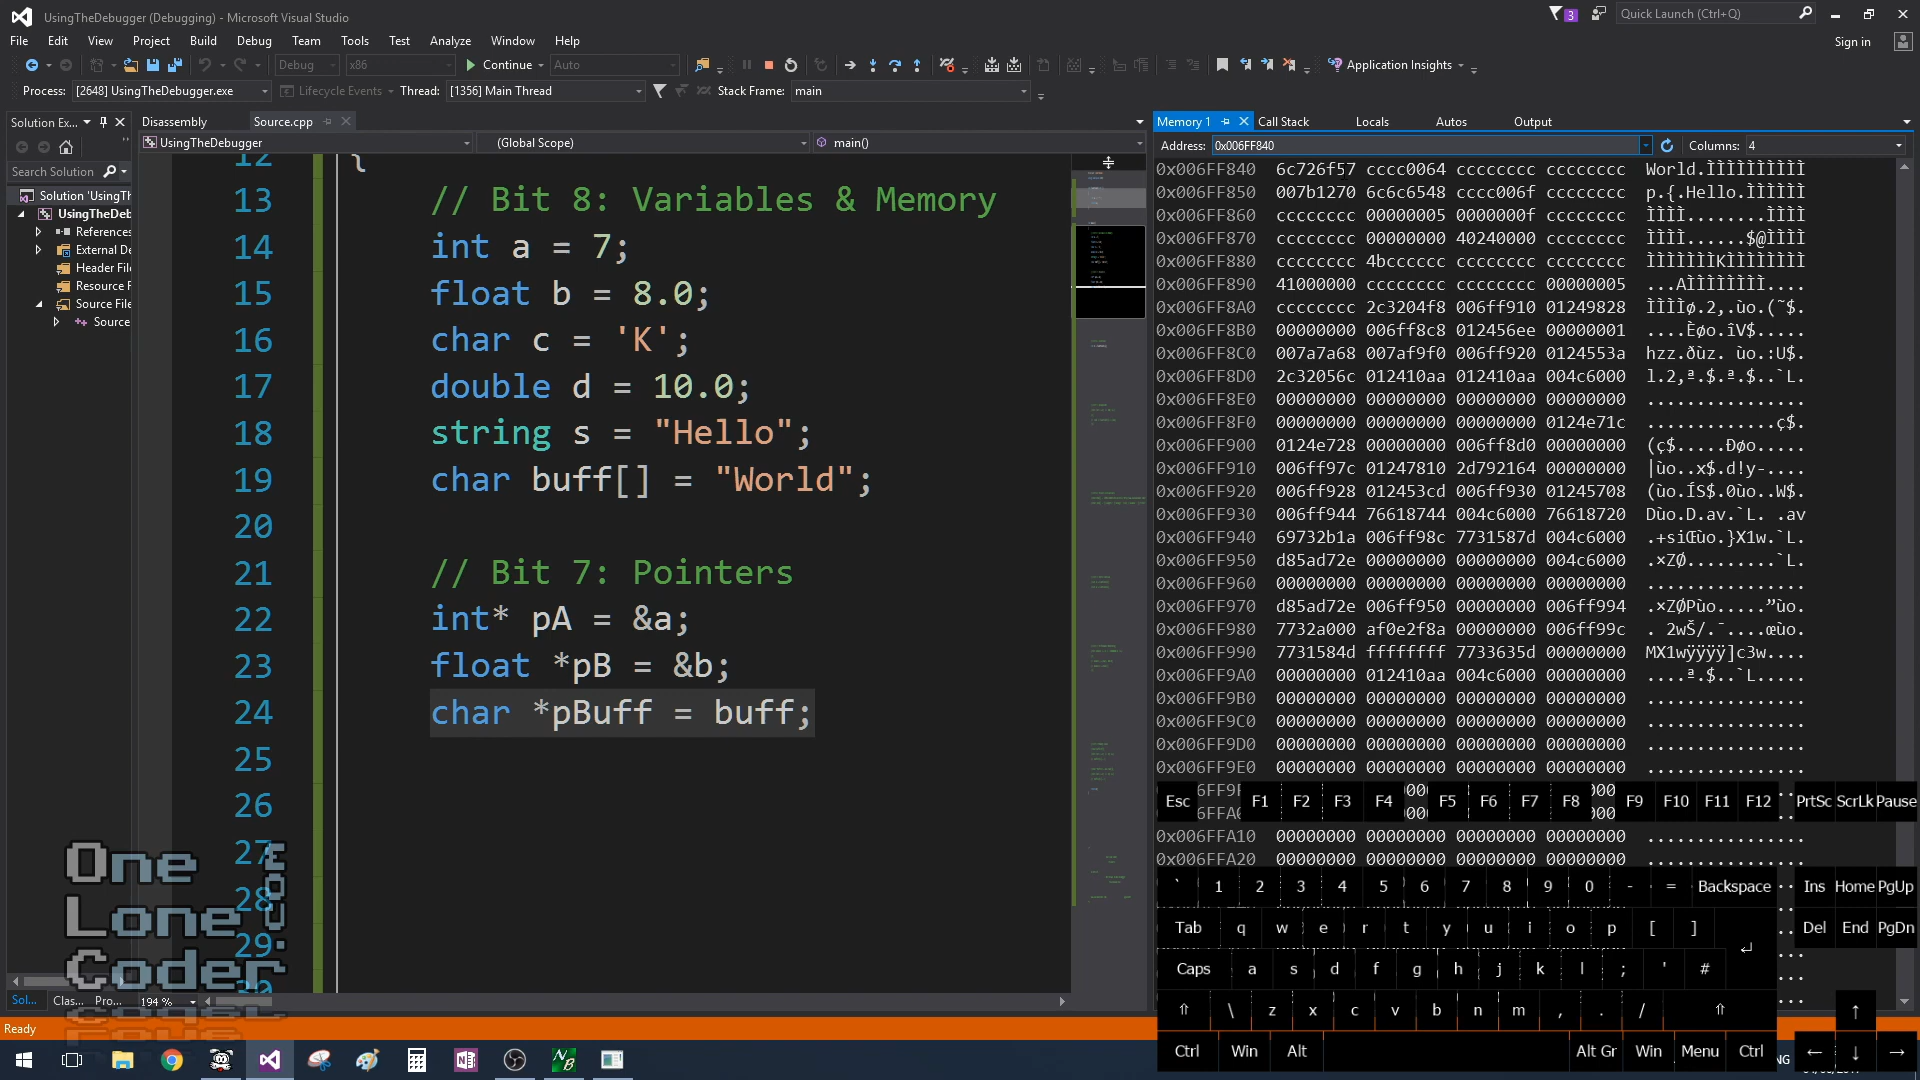 UsingTheDebugger (Debugging) - Microsoft Visual Studio
3
Quick Launch (Ctrl+Q)
File Edit View Project Build Debug Team Tools Test Analyze Window Help
Sign in
Debug x86 Continue Auto Application Insights
Process: [2648] UsingTheDebugger.exe Lifecycle Events Thread: [1356] Main Thread Stack Frame: main
Solution Ex...
Search Solution
Solution 'UsingTh
UsingTheDeb
References
External De
Header File
Resource F
Source File
Source
Sol... Clas... Pro...
Disassembly Source.cpp
UsingTheDebugger (Global Scope) main()
12 {
13 // Bit 8: Variables & Memory
14 int a = 7;
15 float b = 8.0;
16 char c = 'K';
17 double d = 10.0;
18 string s = "Hello";
19 char buff[] = "World";
20
21 // Bit 7: Pointers
22 int* pA = &a;
23 float *pB = &b;
24 char *pBuff = buff;
25
26
27
28
29
30
194 %
One
Lone
Coder
.com
Memory 1 Call Stack Locals Autos Output
Address: 0x006FF840 Columns: 4
0x006FF840 6c726f57 cccc0064 cccccccc cccccccc World.ÌÌÌÌÌÌÌÌÌÌ
0x006FF850 007b1270 6c6c6548 cccc006f cccccccc p.{.Hello.ÌÌÌÌÌÌ
0x006FF860 cccccccc 00000005 0000000f cccccccc ÌÌÌÌ........ÌÌÌÌ
0x006FF870 cccccccc 00000000 40240000 cccccccc ÌÌÌÌ......$@ÌÌÌÌ
0x006FF880 cccccccc 4bcccccc cccccccc cccccccc ÌÌÌÌÌÌÌKÌÌÌÌÌÌÌÌ
0x006FF890 41000000 cccccccc cccccccc 00000005 ...AÌÌÌÌÌÌÌÌ....
0x006FF8A0 cccccccc 2c3204f8 006ff910 01249828 ÌÌÌÌø.2,.ùo.(˜$.
0x006FF8B0 00000000 006ff8c8 012456ee 00000001 ....Èøo.îV$.....
0x006FF8C0 007a7a68 007af9f0 006ff920 0124553a hzz.ðùz. ùo.:U$.
0x006FF8D0 2c32056c 012410aa 012410aa 004c6000 l.2,ª.$.ª.$..`L.
0x006FF8E0 00000000 00000000 00000000 00000000 ................
0x006FF8F0 00000000 00000000 00000000 0124e71c ............ç$.
0x006FF900 0124e728 00000000 006ff8d0 00000000 (ç$.....Ðøo.....
0x006FF910 006ff97c 01247810 2d792164 00000000 |ùo..x$.d!y-....
0x006FF920 006ff928 012453cd 006ff930 01245708 (ùo.ÍS$.0ùo..W$.
0x006FF930 006ff944 76618744 004c6000 76618720 Dùo.D.av.`L. .av
0x006FF940 69732b1a 006ff98c 7731587d 004c6000 .+siŒùo.}X1w.`L.
0x006FF950 d85ad72e 00000000 00000000 004c6000 .×ZØ.........`L.
0x006FF960 00000000 00000000 00000000 00000000 ................
0x006FF970 d85ad72e 006ff950 00000000 006ff994 .×ZØPùo.....”ùo.
0x006FF980 7732a000 af0e2f8a 00000000 006ff99c . 2wŠ/.¯....œùo.
0x006FF990 7731584d ffffffff 7733635d 00000000 MX1wÿÿÿÿ]c3w....
0x006FF9A0 00000000 012410aa 004c6000 00000000 ....ª.$..`L.....
0x006FF9B0 00000000 00000000 00000000 00000000 ................
0x006FF9C0 00000000 00000000 00000000 00000000 ................
0x006FF9D0 00000000 00000000 00000000 00000000 ................
0x006FF9E0 00000000 00000000 00000000 00000000 ................
Esc F1 F2 F3 F4 F5 F6 F7 F8 F9 F10 F11 F12 PrtSc ScrLk Pause
0x006FFA10 00000000 00000000 00000000 00000000 ................
0x006FFA20 00000000 00000000 00000000 00000000 ................
` 1 2 3 4 5 6 7 8 9 0 - = Backspace Ins Home PgUp
Tab q w e r t y u i o p [ ] Del End PgDn
Caps a s d f g h j k l ; ' #
\ z x c v b n m , . /
Ctrl Win Alt Alt Gr Win Menu Ctrl
Ready